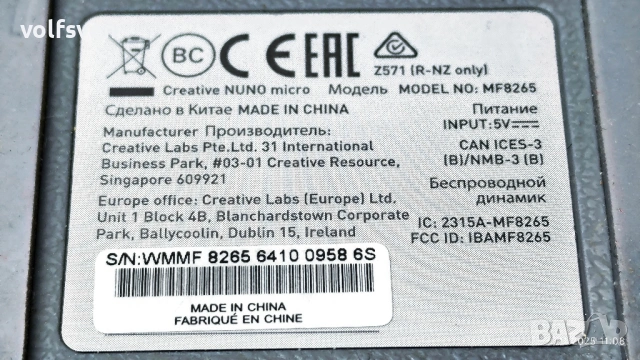 volfsv
BC CE EAC
Z571 (R-NZ only)
Creative NUNO micro Модель MODEL NO: MF8265
Сделано в Китае MADE IN CHINA
Питание
INPUT:5V
Manufacturer Производитель:
Creative Labs Pte.Ltd. 31 International
Business Park, #03-01 Creative Resource,
Singapore 609921
CAN ICES-3
(B)/NMB-3 (B)
Europe office: Creative Labs (Europe) Ltd.
Unit 1 Block 4B, Blanchardstown Corporate
Park, Ballycoolin, Dublin 15, Ireland
Беспроводной
динамик
IC: 2315A-MF8265
FCC ID: IBAMF8265
S/N:WMMF 8265 6410 0958 6S
MADE IN CHINA
FABRIQUÉ EN CHINE
BAZAR